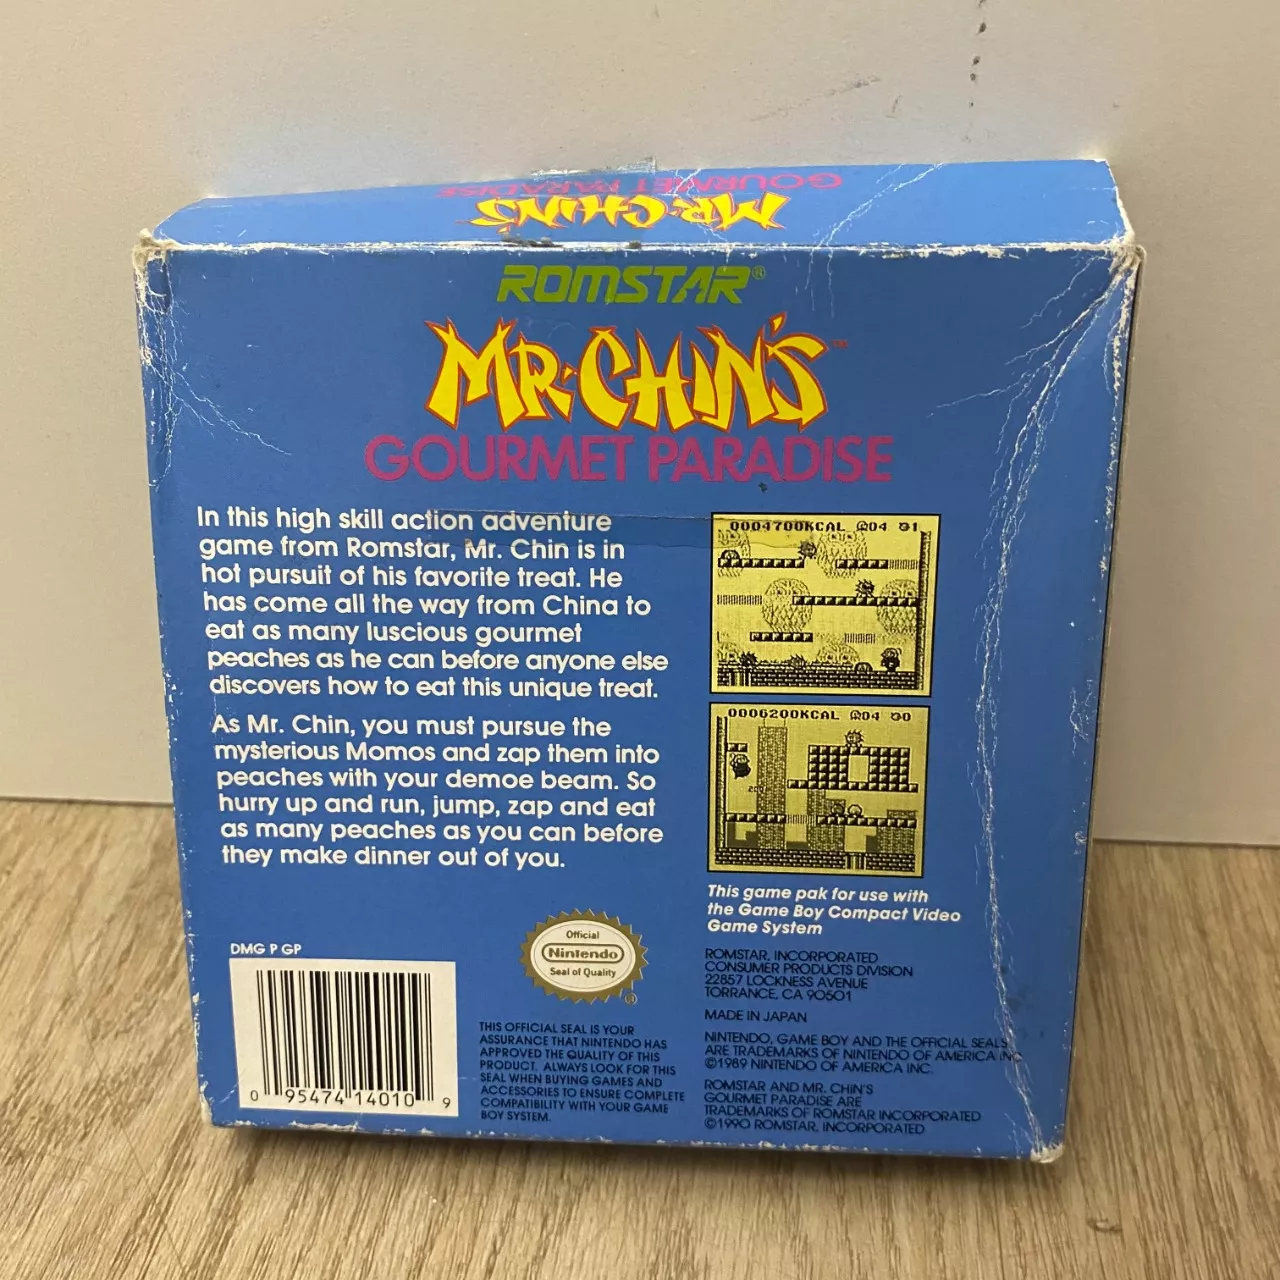 GOURMET PARADISE
MR. CHIN'S
ROMSTAR®
MR. CHIN'S™
GOURMET PARADISE
In this high skill action adventure
game from Romstar, Mr. Chin is in
hot pursuit of his favorite treat. He
has come all the way from China to
eat as many luscious gourmet
peaches as he can before anyone else
discovers how to eat this unique treat.
As Mr. Chin, you must pursue the
mysterious Momos and zap them into
peaches with your demoe beam. So
hurry up and run, jump, zap and eat
as many peaches as you can before
they make dinner out of you.
0004700KCAL 04 1
0006200KCAL 04 0
This game pak for use with
the Game Boy Compact Video
Game System
DMG P GP
0 95474 14010 9
Official
Nintendo
Seal of Quality
®
THIS OFFICIAL SEAL IS YOUR
ASSURANCE THAT NINTENDO HAS
APPROVED THE QUALITY OF THIS
PRODUCT. ALWAYS LOOK FOR THIS
SEAL WHEN BUYING GAMES AND
ACCESSORIES TO ENSURE COMPLETE
COMPATIBILITY WITH YOUR GAME
BOY SYSTEM.
ROMSTAR, INCORPORATED
CONSUMER PRODUCTS DIVISION
22857 LOCKNESS AVENUE
TORRANCE, CA 90501
MADE IN JAPAN
NINTENDO, GAME BOY AND THE OFFICIAL SEALS
ARE TRADEMARKS OF NINTENDO OF AMERICA INC.
©1989 NINTENDO OF AMERICA INC.
ROMSTAR AND MR. CHIN'S
GOURMET PARADISE ARE
TRADEMARKS OF ROMSTAR INCORPORATED
©1990 ROMSTAR, INCORPORATED